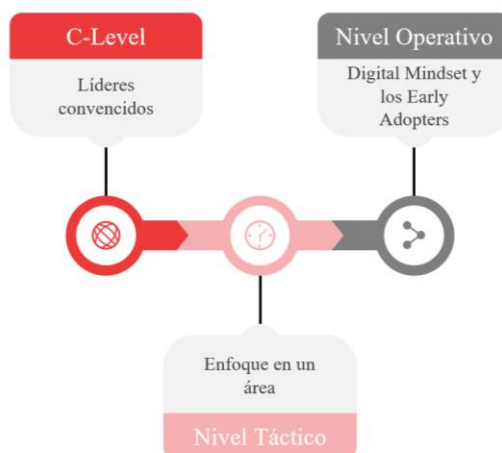 C-Level
Líderes
convencidos
Nivel Operativo
Digital Mindset y
los Early
Adopters
Enfoque en un
área
Nivel Táctico